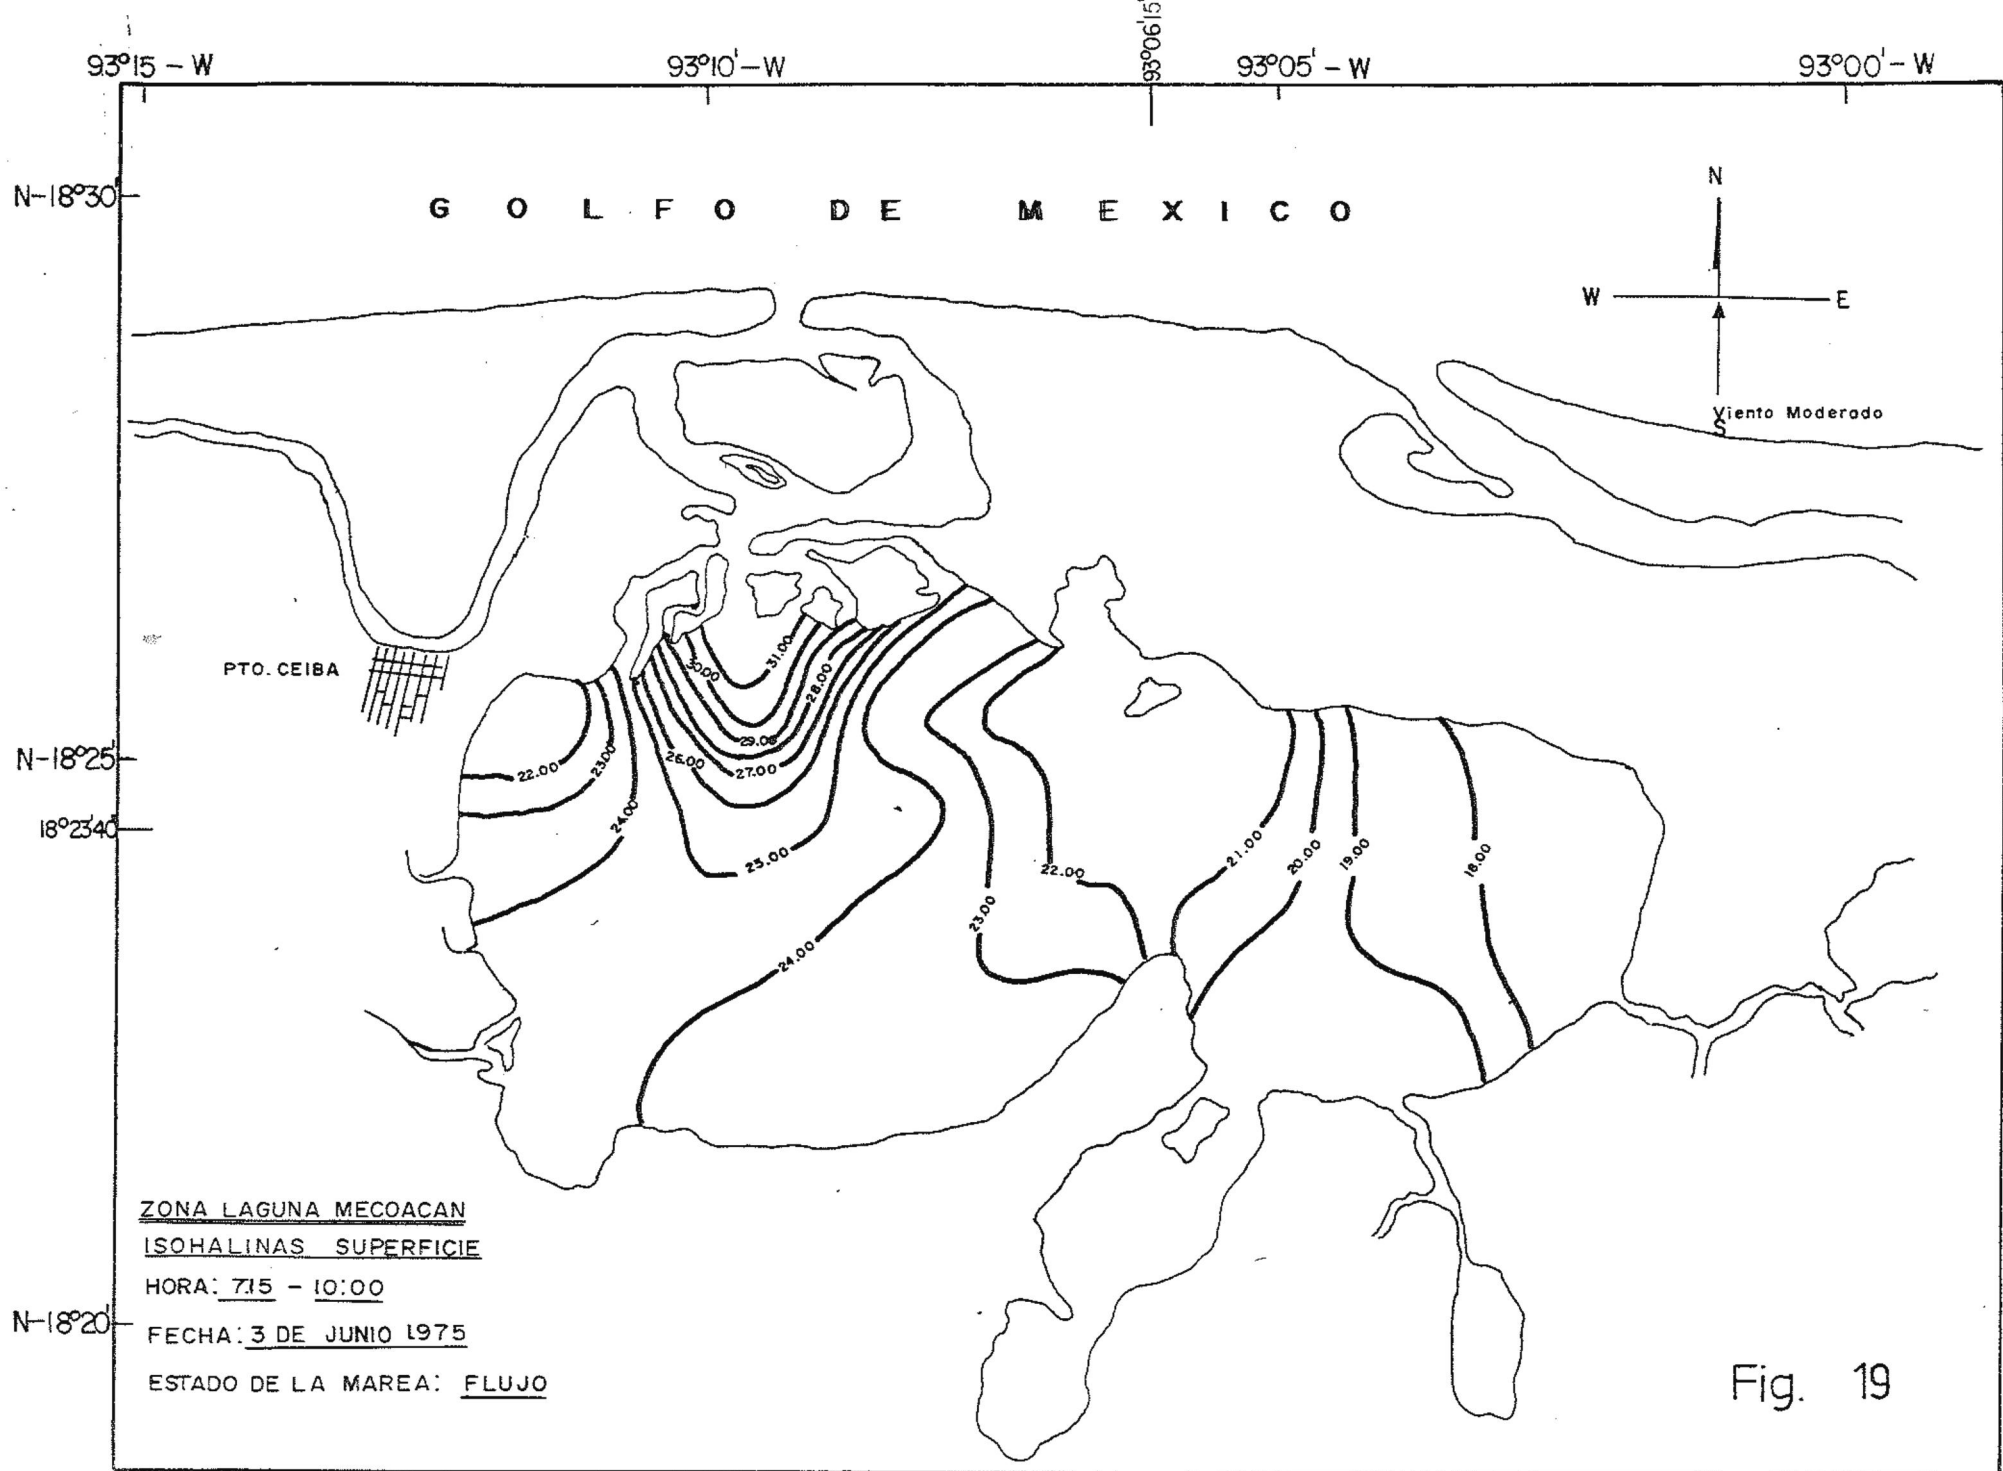 93°06'15"
93°15'-W
93°10'-W
93°05'-W
93°00'-W
N-18°30'
GOLFO DE MEXICO
N
W
E
Viento Moderado
S
PTO. CEIBA
N-18°25'
18°23'40"
31.00
30.00
28.00
29.00
27.00
26.00
22.00
23.00
24.00
25.00
24.00
23.00
22.00
21.00
20.00
19.00
18.00
ZONA LAGUNA MECOACAN
ISOHALINAS SUPERFICIE
HORA: 7:15 - 10:00
FECHA: 3 DE JUNIO 1975
N-18°20'
ESTADO DE LA MAREA: FLUJO
Fig. 19